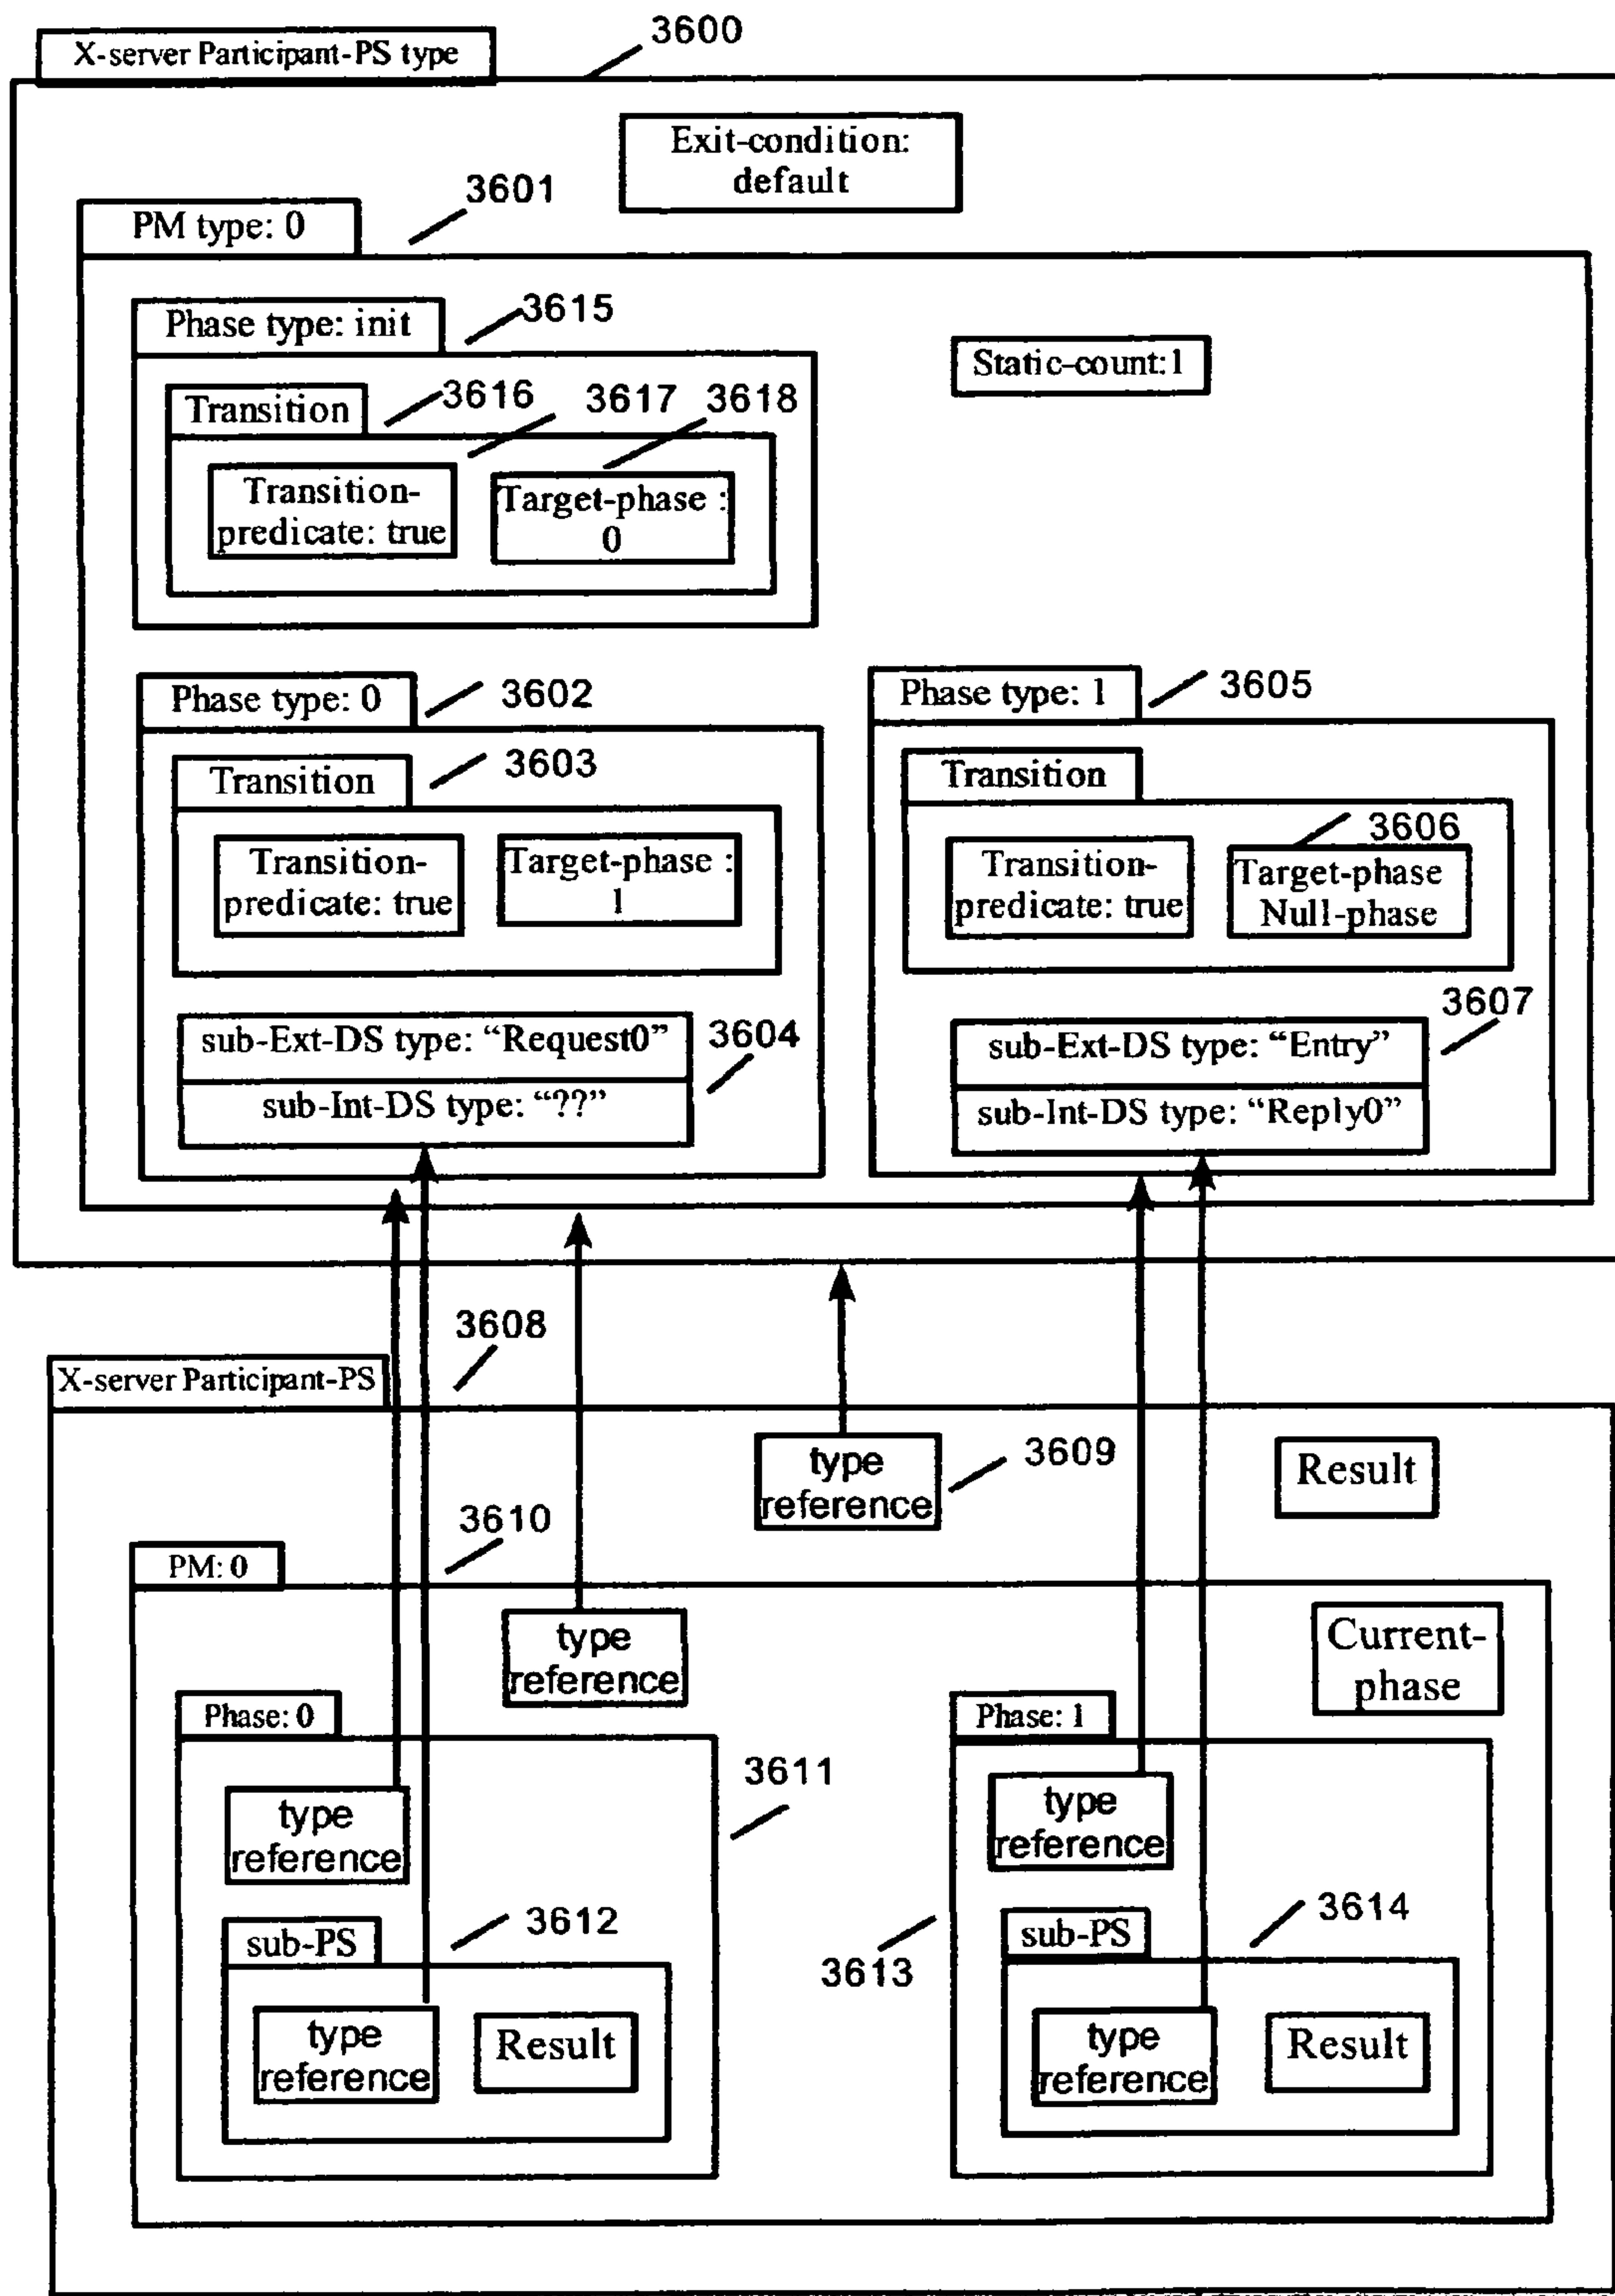 3600
X-server Participant-PS type
Exit-condition:
default
3601
PM type: 0
3615
Phase type: init
Static-count:1
3616
3617
3618
Transition
Transition-
predicate: true
Target-phase :
0
3602
Phase type: 0
3605
Phase type: 1
3603
Transition
Transition
3606
Transition-
predicate: true
Target-phase :
1
Transition-
predicate: true
Target-phase
Null-phase
3604
sub-Ext-DS type: “Request0”
sub-Int-DS type: “??”
3607
sub-Ext-DS type: “Entry”
sub-Int-DS type: “Reply0”
3608
X-server Participant-PS
type
reference
3609
Result
3610
PM: 0
type
reference
Current-
phase
Phase: 0
Phase: 1
3611
type
reference
type
reference
3612
sub-PS
3613
3614
sub-PS
type
reference
Result
type
reference
Result